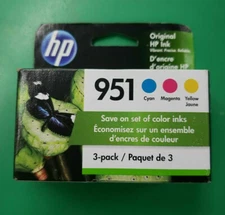 Original
HP Ink
D'encre
d'origine
hp
951
Cyan
Magenta
Yellow
Jaune
Save on set of color inks
Économisez sur un ensemble
d'encres de couleur
3-pack / Paquet de 3